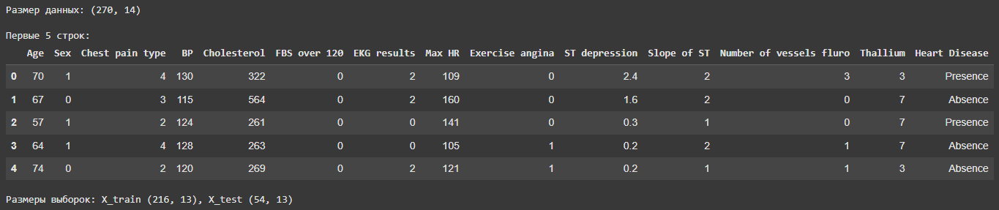 Размер данных: (270, 14)
Первые 5 строк:
Age Sex Chest pain type BP Cholesterol FBS over 120 EKG results Max HR Exercise angina ST depression Slope of ST Number of vessels fluro Thallium Heart Disease
0 70 1 4 130 322 0 2 109 0 2.4 2 3 3 Presence
1 67 0 3 115 564 0 2 160 0 1.6 2 0 7 Absence
2 57 1 2 124 261 0 0 141 0 0.3 1 0 7 Presence
3 64 1 4 128 263 0 0 105 1 0.2 2 1 7 Absence
4 74 0 2 120 269 0 2 121 1 0.2 1 1 3 Absence
Размеры выборок: X_train (216, 13), X_test (54, 13)